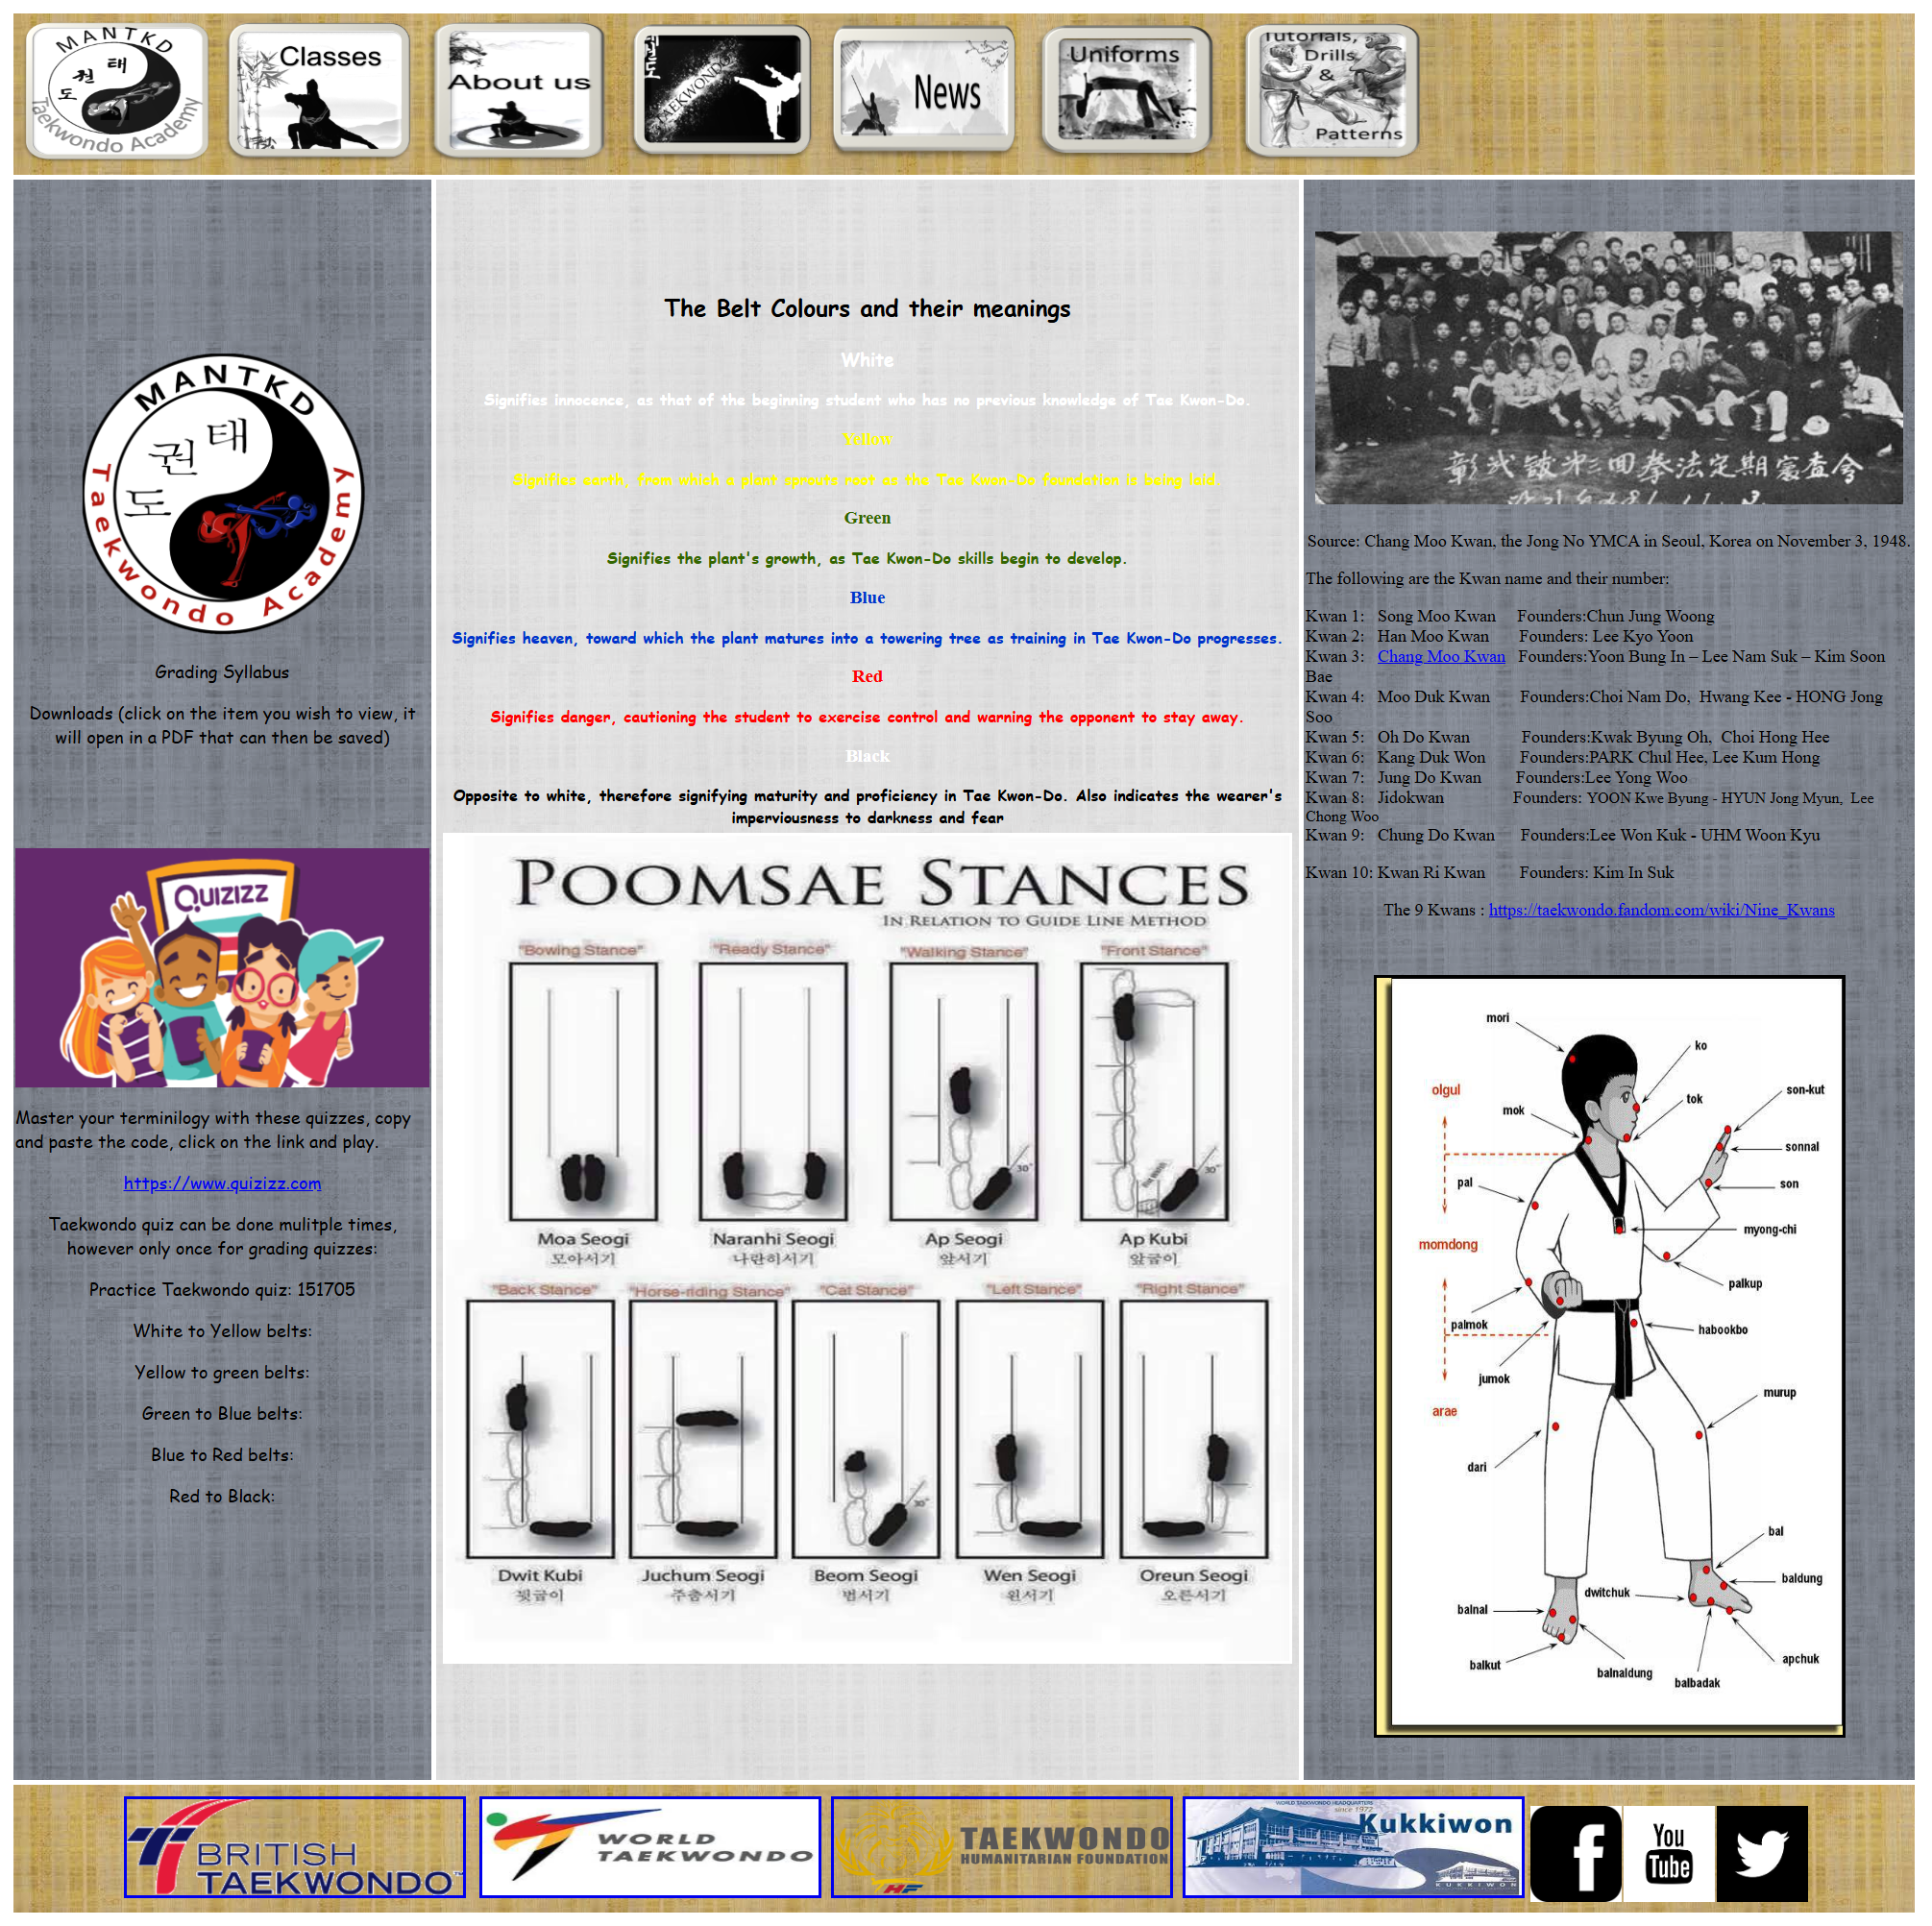 MANTKD
권 태
도
Taekwondo Academy
Classes
About us
TAEKWONDO
News
Uniforms
Tutorials,
Drills
&
Patterns
MANTKD
권 태
도
Taekwondo Academy
Grading Syllabus
Downloads (click on the item you wish to view, it
will open in a PDF that can then be saved)
QUIZIZZ
Master your terminilogy with these quizzes, copy
and paste the code, click on the link and play.
https://www.quizizz.com
Taekwondo quiz can be done mulitple times,
however only once for grading quizzes:
Practice Taekwondo quiz: 151705
White to Yellow belts:
Yellow to green belts:
Green to Blue belts:
Blue to Red belts:
Red to Black:
The Belt Colours and their meanings
White
Signifies innocence, as that of the beginning student who has no previous knowledge of Tae Kwon-Do.
Yellow
Signifies earth, from which a plant sprouts root as the Tae Kwon-Do foundation is being laid.
Green
Signifies the plant's growth, as Tae Kwon-Do skills begin to develop.
Blue
Signifies heaven, toward which the plant matures into a towering tree as training in Tae Kwon-Do progresses.
Red
Signifies danger, cautioning the student to exercise control and warning the opponent to stay away.
Black
Opposite to white, therefore signifying maturity and proficiency in Tae Kwon-Do. Also indicates the wearer's
imperviousness to darkness and fear
POOMSAE STANCES
IN RELATION TO GUIDE LINE METHOD
"Bowing Stance" "Ready Stance" "Walking Stance" "Front Stance"
30° 30°
Moa Seogi Naranhi Seogi Ap Seogi Ap Kubi
모아서기 나란히서기 앞서기 앞굽이
"Back Stance" "Horse-riding Stance" "Cat Stance" "Left Stance" "Right Stance"
30°
Dwit Kubi Juchum Seogi Beom Seogi Wen Seogi Oreun Seogi
뒷굽이 주춤서기 범서기 왼서기 오른서기
Source: Chang Moo Kwan, the Jong No YMCA in Seoul, Korea on November 3, 1948.
The following are the Kwan name and their number:
Kwan 1: Song Moo Kwan Founders:Chun Jung Woong
Kwan 2: Han Moo Kwan Founders: Lee Kyo Yoon
Kwan 3: Chang Moo Kwan Founders:Yoon Bung In – Lee Nam Suk – Kim Soon
Bae
Kwan 4: Moo Duk Kwan Founders:Choi Nam Do, Hwang Kee - HONG Jong
Soo
Kwan 5: Oh Do Kwan Founders:Kwak Byung Oh, Choi Hong Hee
Kwan 6: Kang Duk Won Founders:PARK Chul Hee, Lee Kum Hong
Kwan 7: Jung Do Kwan Founders:Lee Yong Woo
Kwan 8: Jidokwan Founders: YOON Kwe Byung - HYUN Jong Myun, Lee
Chong Woo
Kwan 9: Chung Do Kwan Founders:Lee Won Kuk - UHM Woon Kyu
Kwan 10: Kwan Ri Kwan Founders: Kim In Suk
The 9 Kwans : https://taekwondo.fandom.com/wiki/Nine_Kwans
mori
ko
olgul
son-kut
mok
tok
sonnal
pal
son
myong-chi
momdong
palkup
palmok
habookbo
jumok
murup
arae
dari
bal
baldung
dwitchuk
balnal
apchuk
balkut
balnaldung
balbadak
BRITISH
TAEKWONDO
WORLD
TAEKWONDO
TAEKWONDO
HUMANITARIAN FOUNDATION
THF
WORLD TAEKWONDO HEADQUARTERS
since 1972
Kukkiwon
KUKKIWON
f
You
Tube